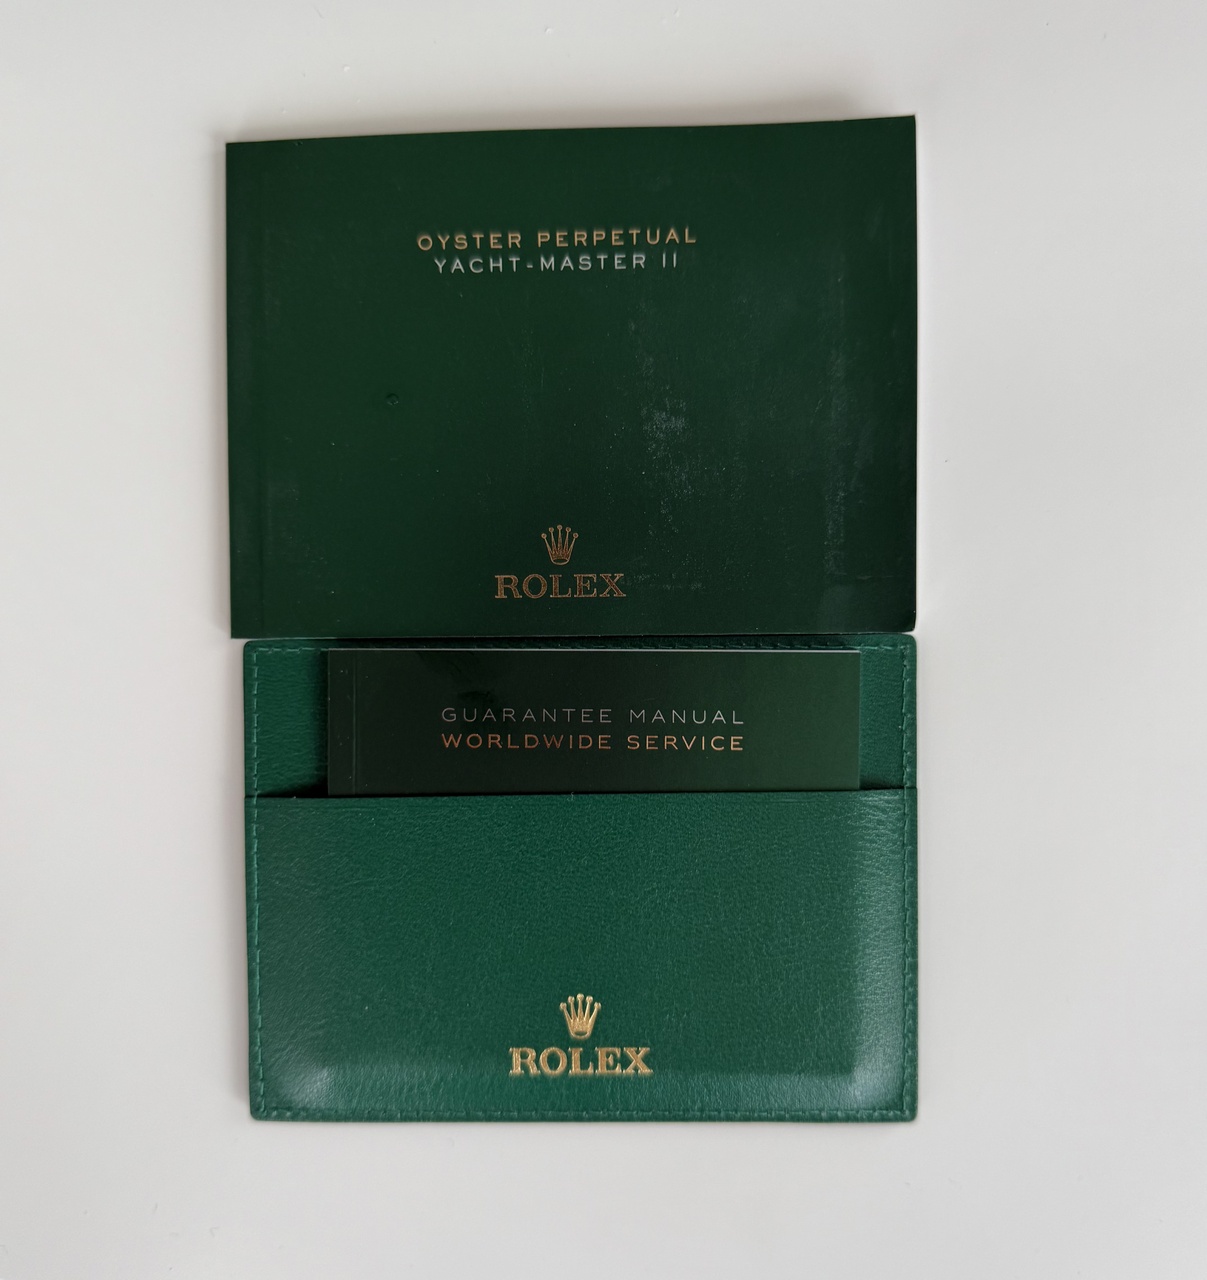 OYSTER PERPETUAL
YACHT-MASTER II
ROLEX
GUARANTEE MANUAL
WORLDWIDE SERVICE
ROLEX